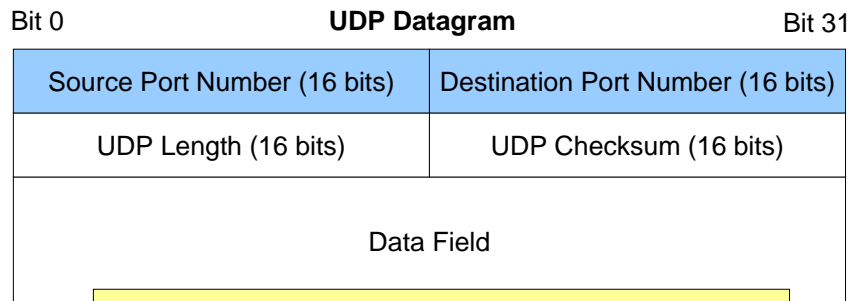 Bit 0 UDP Datagram Bit 31
Source Port Number (16 bits) Destination Port Number (16 bits)
UDP Length (16 bits) UDP Checksum (16 bits)
Data Field